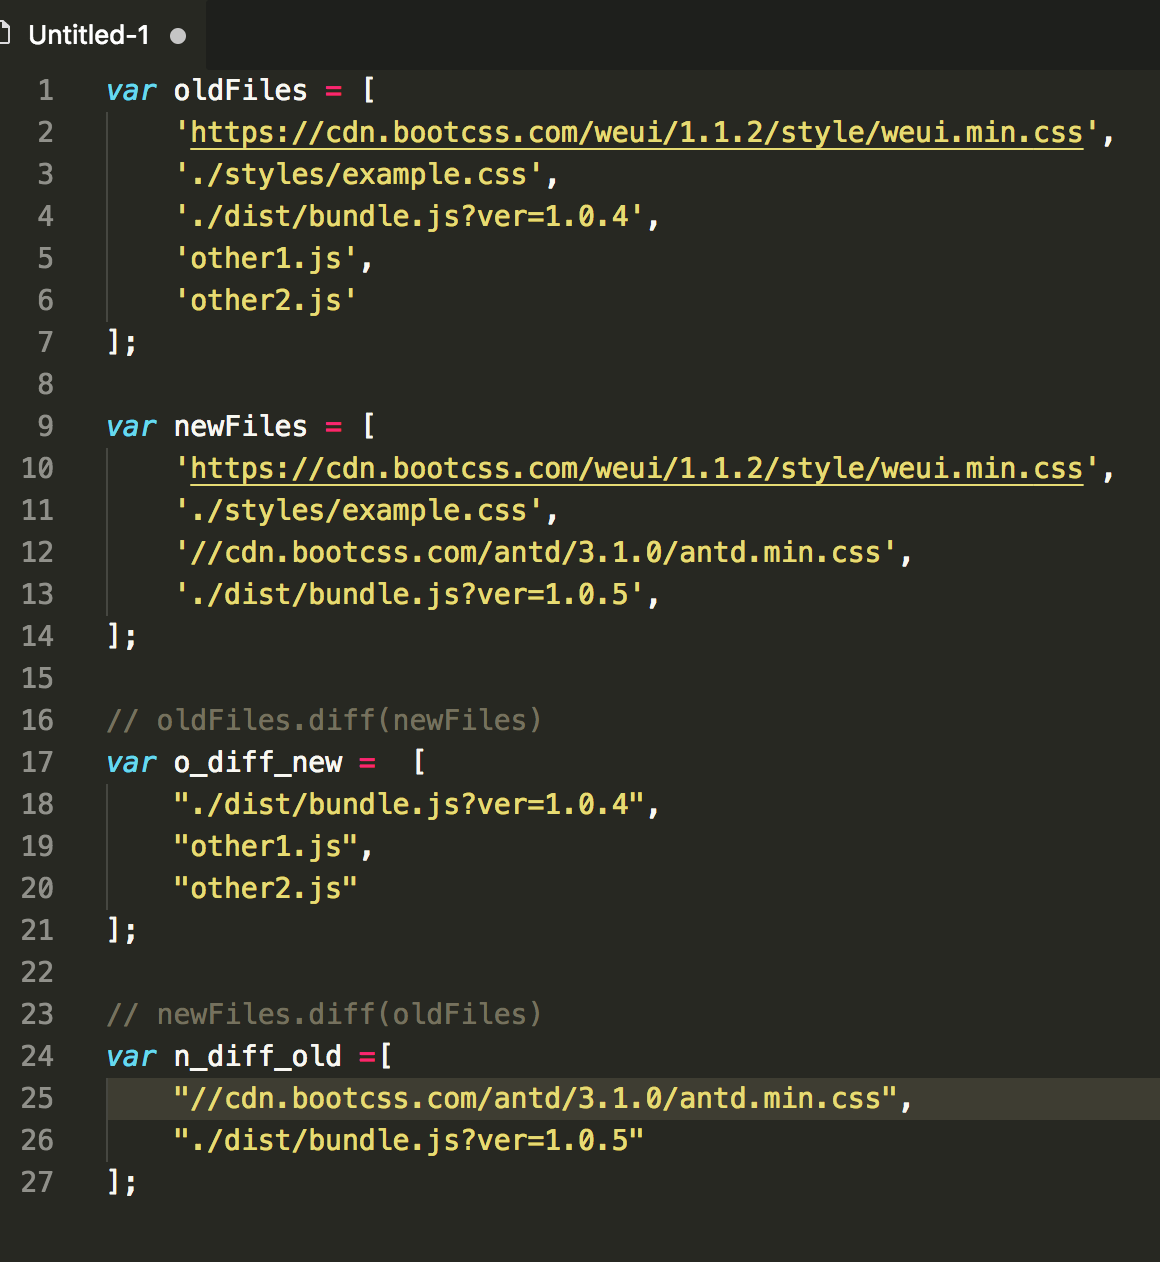 Untitled-1
1 var oldFiles = [
2 'https://cdn.bootcss.com/weui/1.1.2/style/weui.min.css',
3 './styles/example.css',
4 './dist/bundle.js?ver=1.0.4',
5 'other1.js',
6 'other2.js'
7 ];
8
9 var newFiles = [
10 'https://cdn.bootcss.com/weui/1.1.2/style/weui.min.css',
11 './styles/example.css',
12 '//cdn.bootcss.com/antd/3.1.0/antd.min.css',
13 './dist/bundle.js?ver=1.0.5',
14 ];
15
16 // oldFiles.diff(newFiles)
17 var o_diff_new =  [
18 "./dist/bundle.js?ver=1.0.4",
19 "other1.js",
20 "other2.js"
21 ];
22
23 // newFiles.diff(oldFiles)
24 var n_diff_old =[
25 "//cdn.bootcss.com/antd/3.1.0/antd.min.css",
26 "./dist/bundle.js?ver=1.0.5"
27 ];